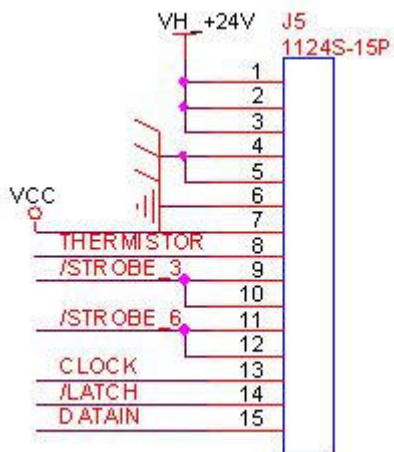 VH_+24V
J5
1124S-15P
1
2
3
4
5
VCC
6
7
THERMISTOR
8
/STROBE_3
9
10
/STROBE_6
11
12
CLOCK
13
/LATCH
14
DATAIN
15